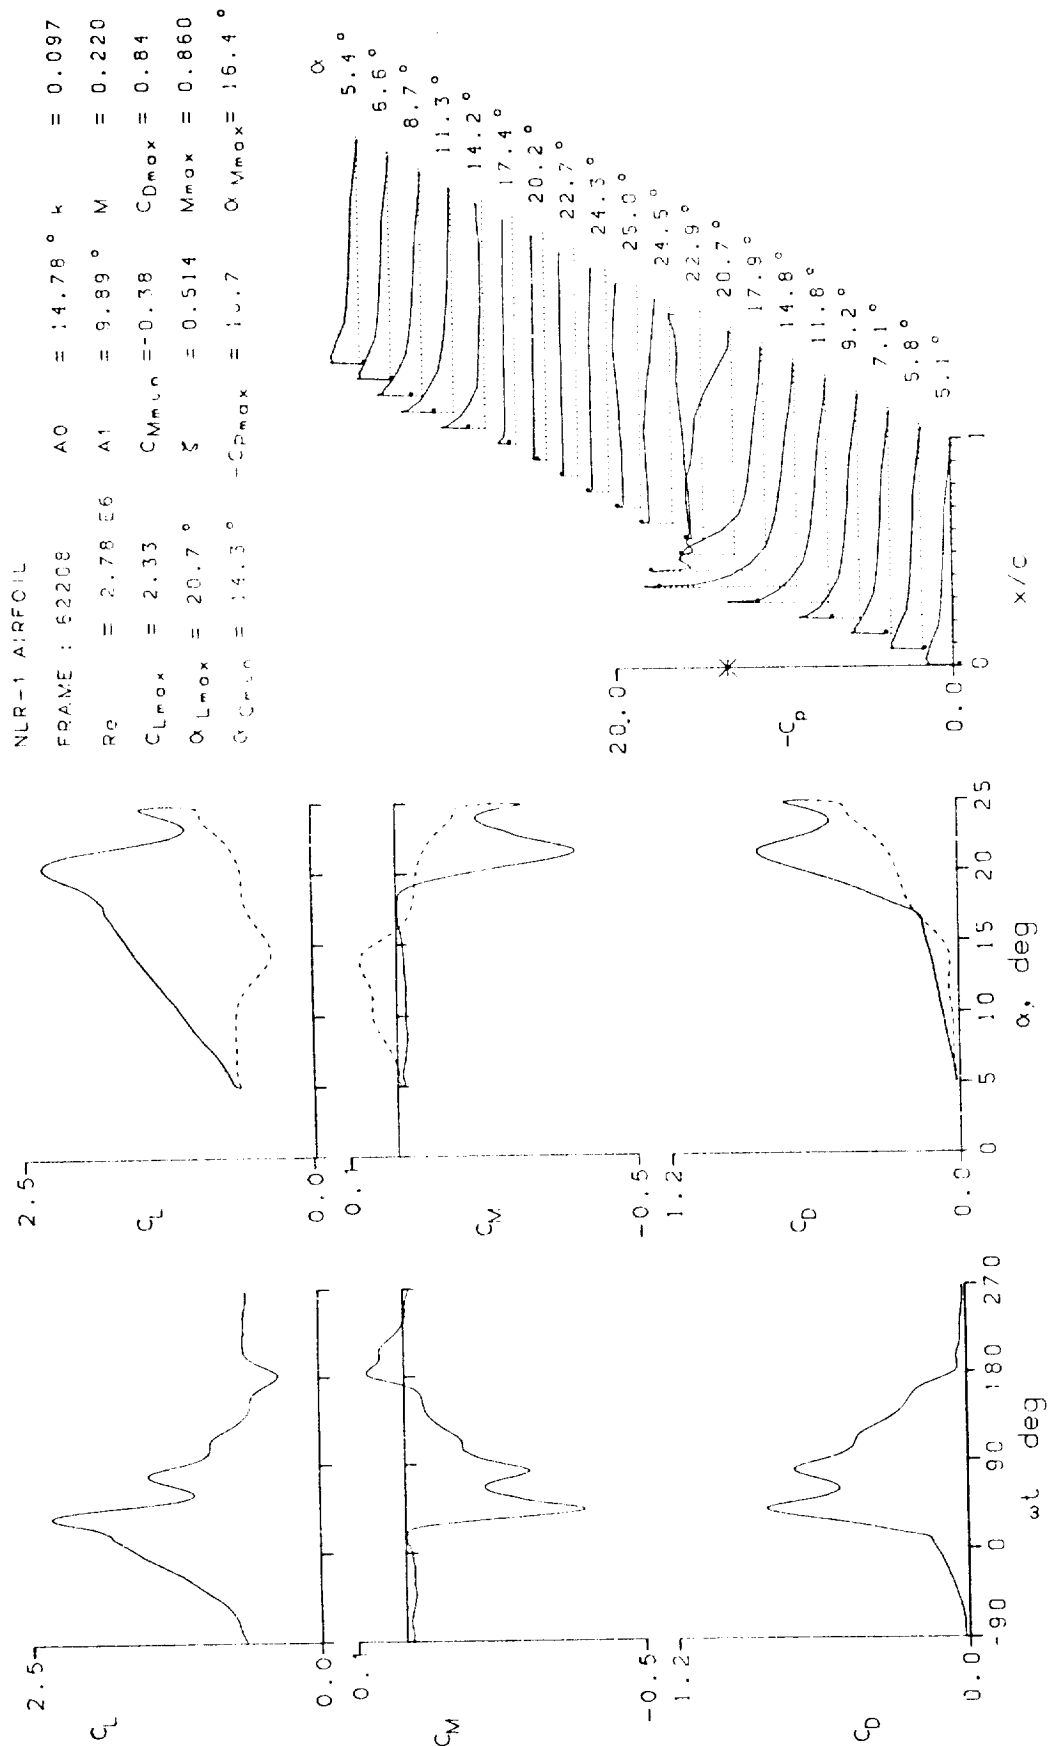 NLR-1 AIRFOIL
FRAME : 62208 A0 = 14.78° k = 0.097
Re = 2.78 E6 A1 = 9.89° M = 0.220
CLmax = 2.33 CMmin =-0.38 CDmax = 0.84
αLmax = 20.7° ζ = 0.514 Mmax = 0.860
= 14.3° -CPmax = αMmax= 16.4°
2.5
CL
0.0
0.1
CM
-0.5
1.2
CD
0.0
-90 0 90 180 270
ωt deg
2.5
CL
0.0
0.1
CM
-0.5
1.2
CD
0.0
0 5 10 15 20 25
α, deg
α
5.4°
6.6°
8.7°
11.3°
14.2°
17.4°
20.2°
22.7°
24.3°
25.0°
24.5°
22.9°
20.7°
17.9°
14.8°
11.8°
9.2°
7.1°
5.8°
5.1°
20.0
-Cp
0.0
0 1
x/c